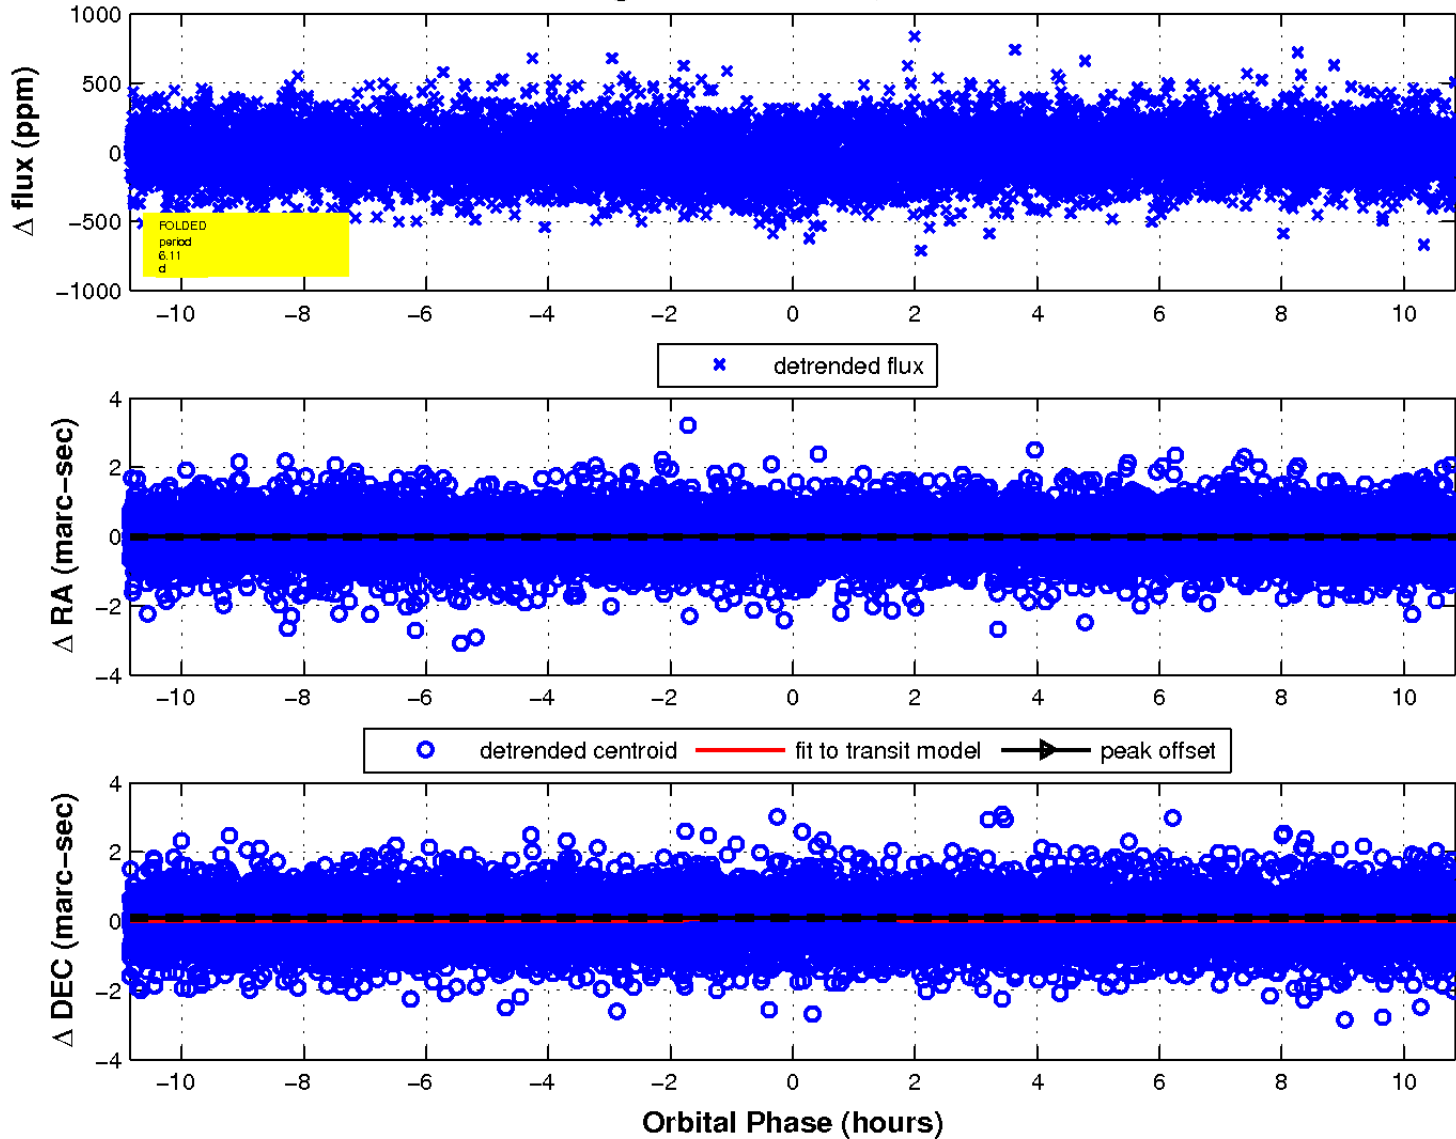 1000
500
0
−500
−1000
Δ flux (ppm)
FOLDED
period
6.11
d
−10 −8 −6 −4 −2 0 2 4 6 8 10
detrended flux
4
2
0
−2
−4
Δ RA (marc−sec)
−10 −8 −6 −4 −2 0 2 4 6 8 10
detrended centroid fit to transit model peak offset
4
2
0
−2
−4
Δ DEC (marc−sec)
−10 −8 −6 −4 −2 0 2 4 6 8 10
Orbital Phase (hours)